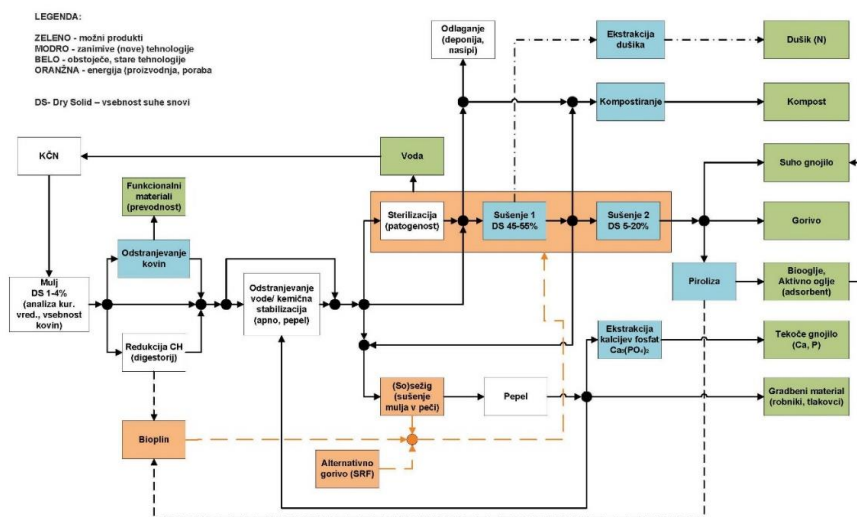 LEGENDA:
ZELENO - možni produkti
MODRO - zanimive (nove) tehnologije
BELO - obstoječe, stare tehnologije
ORANŽNA - energija (proizvodnja, poraba
DS- Dry Solid – vsebnost suhe snovi
Odlaganje
(deponija,
nasipi)
Ekstrakcija
dušika
Dušik (N)
Kompostiranje
Kompost
KČN
Voda
Suho gnojilo
Funkcionalni
materiali
(prevodnost)
Sterilizacija
(patogenost)
Sušenje 1
DS 45-55%
Sušenje 2
DS 5-20%
Gorivo
Odstranjevanje
kovin
Mulj
DS 1-4%
(analiza kur.
vred., vsebnost
kovin)
Odstranjevanje
vode/ kemična
stabilizacija
(apno, pepel)
Piroliza
Biooglje,
Aktivno oglje
(adsorbent)
Redukcija CH
(digestorij)
Ekstrakcija
kalcijev fosfat
Ca₃(PO₄)₂
Tekoče gnojilo
(Ca, P)
(So)sežig
(sušenje
mulja v peči)
Pepel
Gradbeni material
(robniki, tlakovci)
Bioplin
Alternativno
gorivo (SRF)